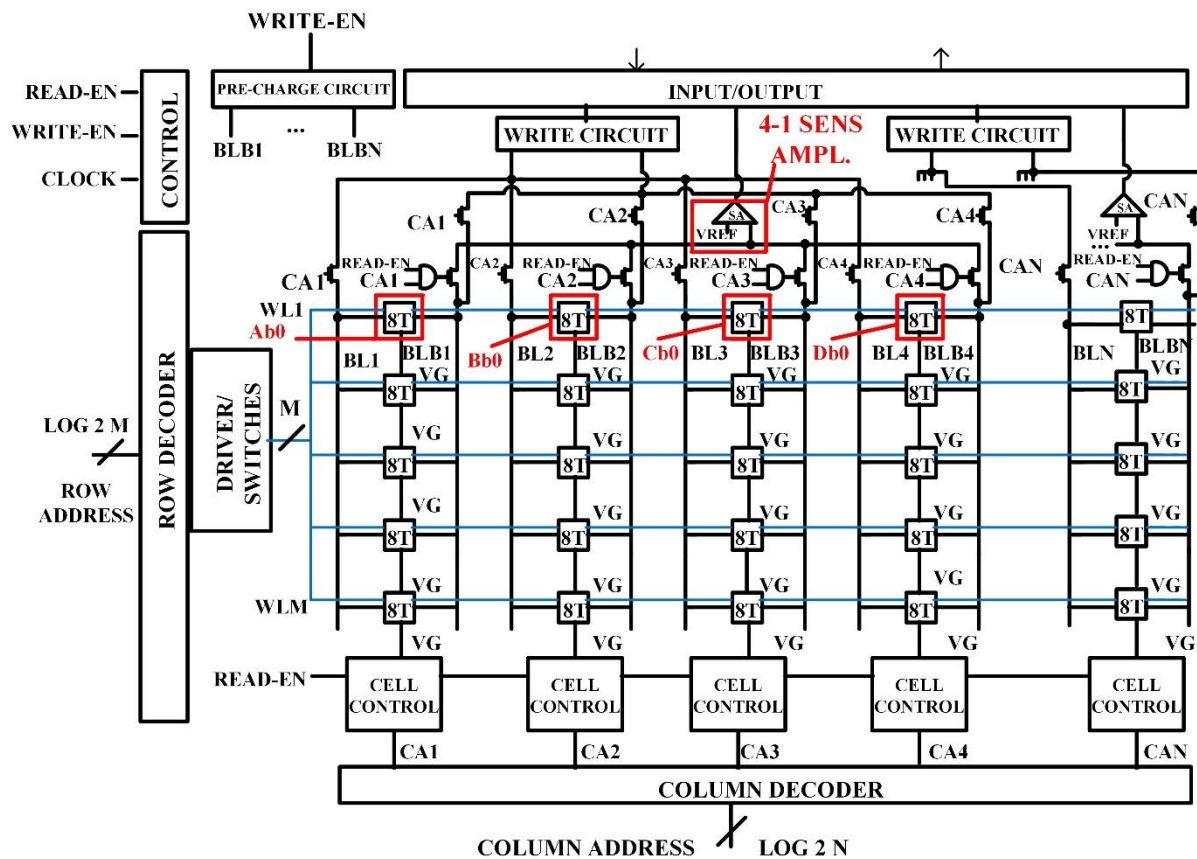 WRITE-EN
READ-EN
WRITE-EN
CLOCK
CONTROL
PRE-CHARGE CIRCUIT
BLB1 ... BLBN
INPUT/OUTPUT
WRITE CIRCUIT
4-1 SENS
AMPL.
WRITE CIRCUIT
CA1
CA2
SA
VREF
CA3
CA4
SA
VREF
...
CAN
CA1
READ-EN
CA1
CA2
READ-EN
CA2
CA3
READ-EN
CA3
CA4
READ-EN
CA4
CAN
READ-EN
CAN
WL1
8T 8T 8T 8T 8T
Ab0
Bb0
Cb0
Db0
BL1 BLB1 BL2 BLB2 BL3 BLB3 BL4 BLB4 BLN BLBN
VG VG VG VG VG
8T 8T 8T 8T 8T
LOG 2 M
ROW
ADDRESS
ROW DECODER
DRIVER/
SWITCHES
M
VG VG VG VG VG
8T 8T 8T 8T 8T
VG VG VG VG VG
8T 8T 8T 8T 8T
VG VG VG VG VG
WLM
8T 8T 8T 8T 8T
VG VG VG VG VG
READ-EN
CELL
CONTROL
CELL
CONTROL
CELL
CONTROL
CELL
CONTROL
CELL
CONTROL
CA1 CA2 CA3 CA4 CAN
COLUMN DECODER
COLUMN ADDRESS
LOG 2 N